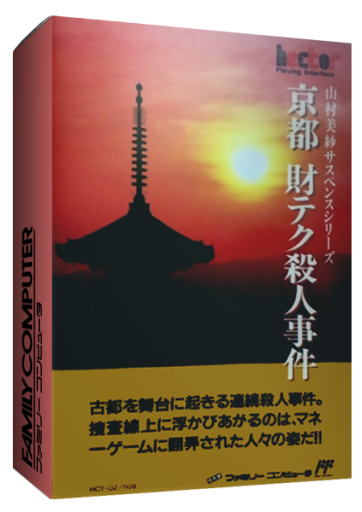 hector
Playing Interface
山村美紗サスペンスシリーズ
京都 財テク殺人事件
古都を舞台に起きる連続殺人事件。
捜査線上に浮かびあがるのは、マネ
ーゲームに翻弄された人々の姿だ!!
ファミリー コンピュータ
FF
FAMILY COMPUTER
ファミリー コンピュータ